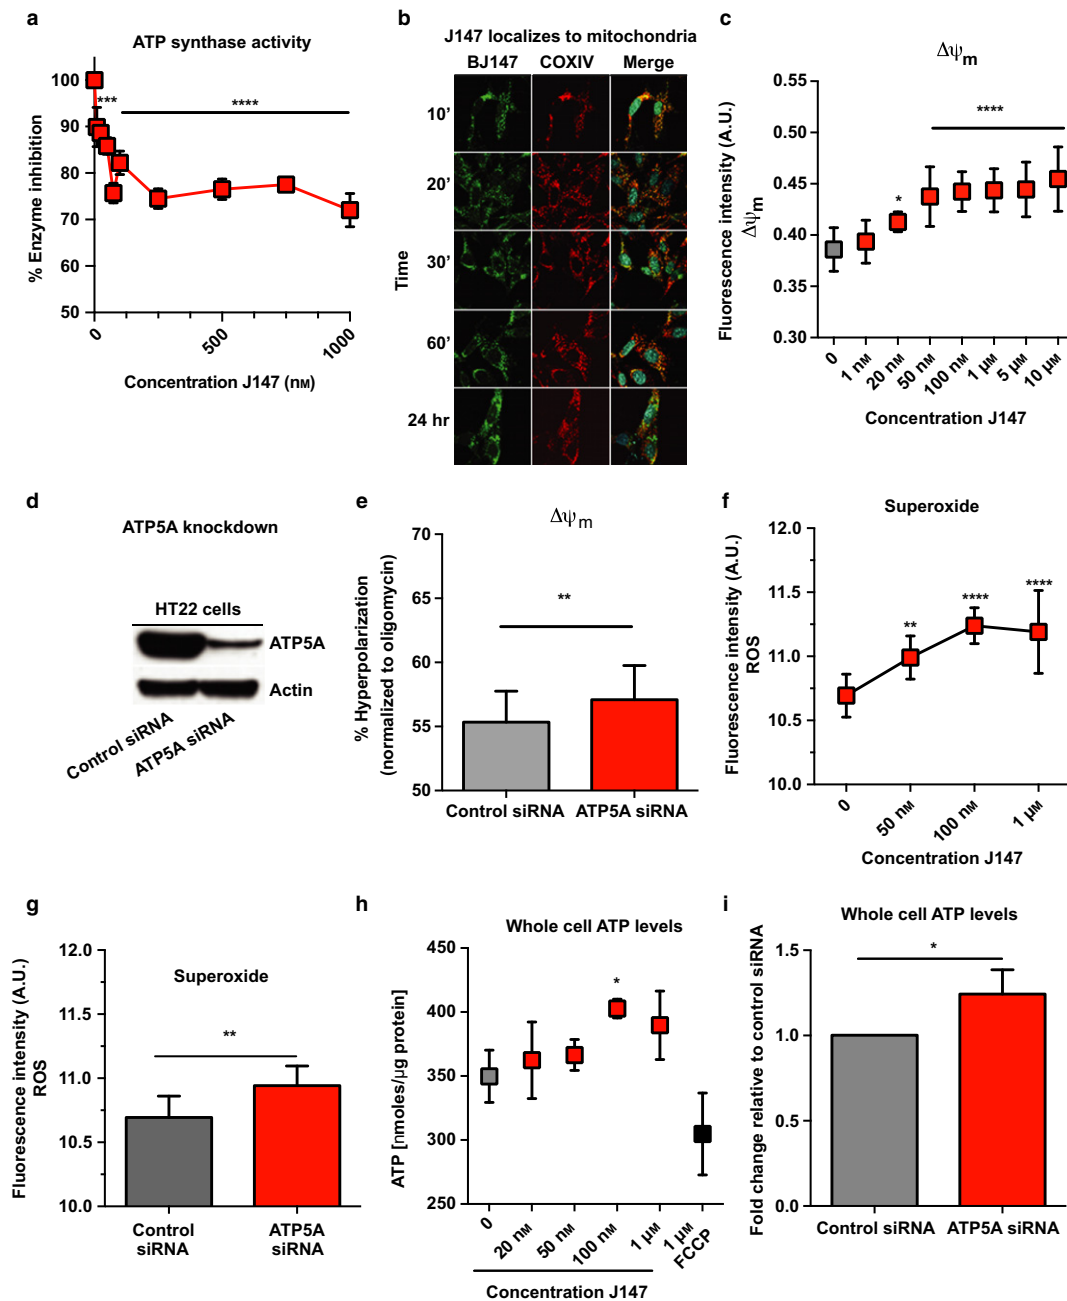 a
ATP synthase activity
% Enzyme inhibition
100
90
80
70
60
50
***
****
0
500
1000
Concentration J147 (nM)
b
J147 localizes to mitochondria
BJ147 COXIV Merge
Time
10'
20'
30'
60'
24 hr
c
Δψm
Fluorescence intensity (A.U.)
Δψm
0.55
0.50
0.45
0.40
0.35
0.30
*
****
0
1 nM
20 nM
50 nM
100 nM
1 µM
5 µM
10 µM
Concentration J147
d
ATP5A knockdown
HT22 cells
ATP5A
Actin
Control siRNA
ATP5A siRNA
e
Δψm
% Hyperpolarization
(normalized to oligomycin)
70
65
60
55
50
**
Control siRNA ATP5A siRNA
f
Superoxide
Fluorescence intensity (A.U.)
ROS
12.0
11.5
11.0
10.5
10.0
**
****
****
0
50 nM
100 nM
1 µM
Concentration J147
g
Superoxide
Fluorescence intensity (A.U.)
ROS
12.0
11.5
11.0
10.5
10.0
**
Control siRNA
ATP5A siRNA
h
Whole cell ATP levels
ATP [nmoles/µg protein]
450
400
350
300
250
*
0
20 nM
50 nM
100 nM
1 µM
1 µM FCCP
Concentration J147
i
Whole cell ATP levels
Fold change relative to control siRNA
1.5
1.0
0.5
0.0
*
Control siRNA ATP5A siRNA